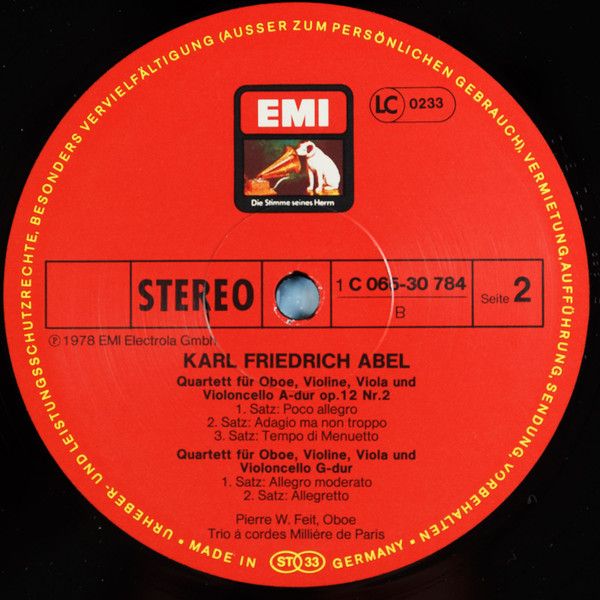 URHEBER- UND LEISTUNGSSCHUTZRECHTE, BESONDERS VERVIELFÄLTIGUNG (AUSSER ZUM PERSÖNLICHEN GEBRAUCH), VERMIETUNG, AUFFÜHRUNG, SENDUNG, VORBEHALTEN
EMI
Die Stimme seines Herrn
LC 0233
STEREO
1 C 065-30 784
B
Seite 2
℗ 1978 EMI Electrola GmbH
KARL FRIEDRICH ABEL
Quartett für Oboe, Violine, Viola und
Violoncello A-dur op.12 Nr.2
1. Satz: Poco allegro
2. Satz: Adagio ma non troppo
3. Satz: Tempo di Menuetto
Quartett für Oboe, Violine, Viola und
Violoncello G-dur
1. Satz: Allegro moderato
2. Satz: Allegretto
Pierre W. Feit, Oboe
Trio á cordes Millière de Paris
• MADE IN ST 33 GERMANY •